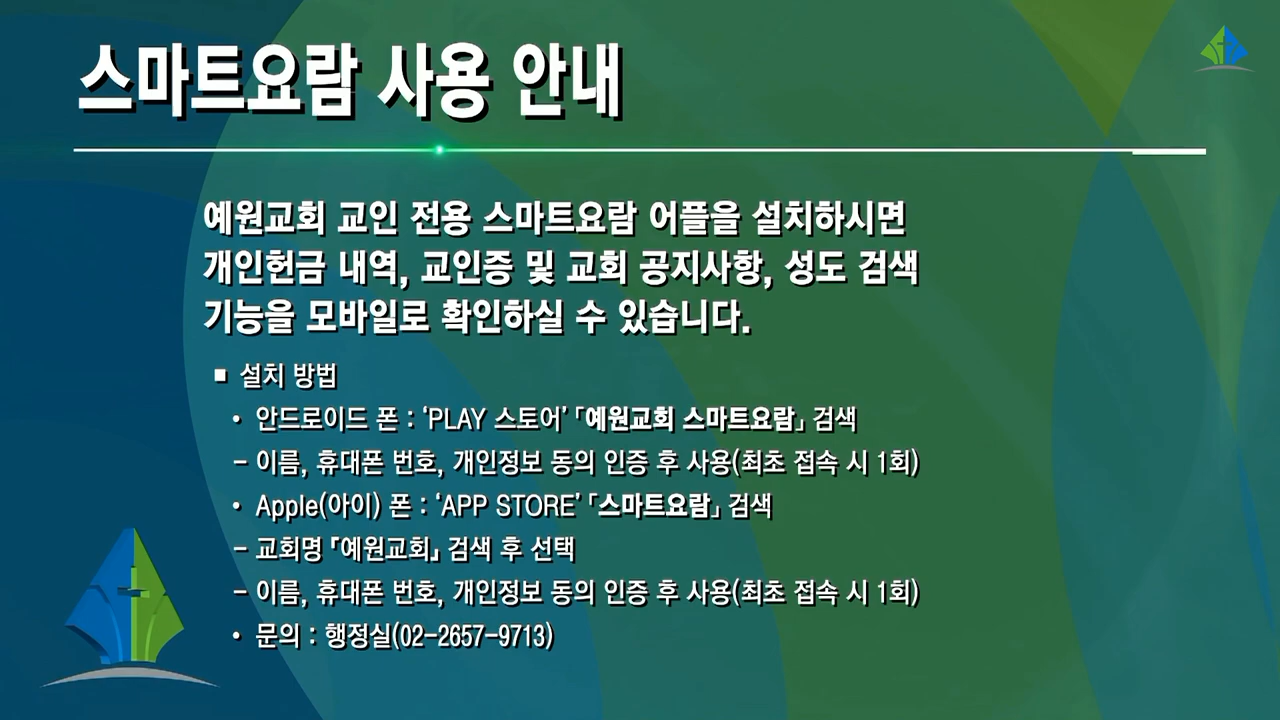 스마트요람 사용 안내
예원교회 교인 전용 스마트요람 어플을 설치하시면
개인헌금 내역, 교인증 및 교회 공지사항, 성도 검색
기능을 모바일로 확인하실 수 있습니다.
▪ 설치 방법
• 안드로이드 폰 : ‘PLAY 스토어’ 「예원교회 스마트요람」 검색
- 이름, 휴대폰 번호, 개인정보 동의 인증 후 사용(최초 접속 시 1회)
• Apple(아이) 폰 : ‘APP STORE’ 「스마트요람」 검색
- 교회명 『예원교회』 검색 후 선택
- 이름, 휴대폰 번호, 개인정보 동의 인증 후 사용(최초 접속 시 1회)
• 문의 : 행정실(02-2657-9713)